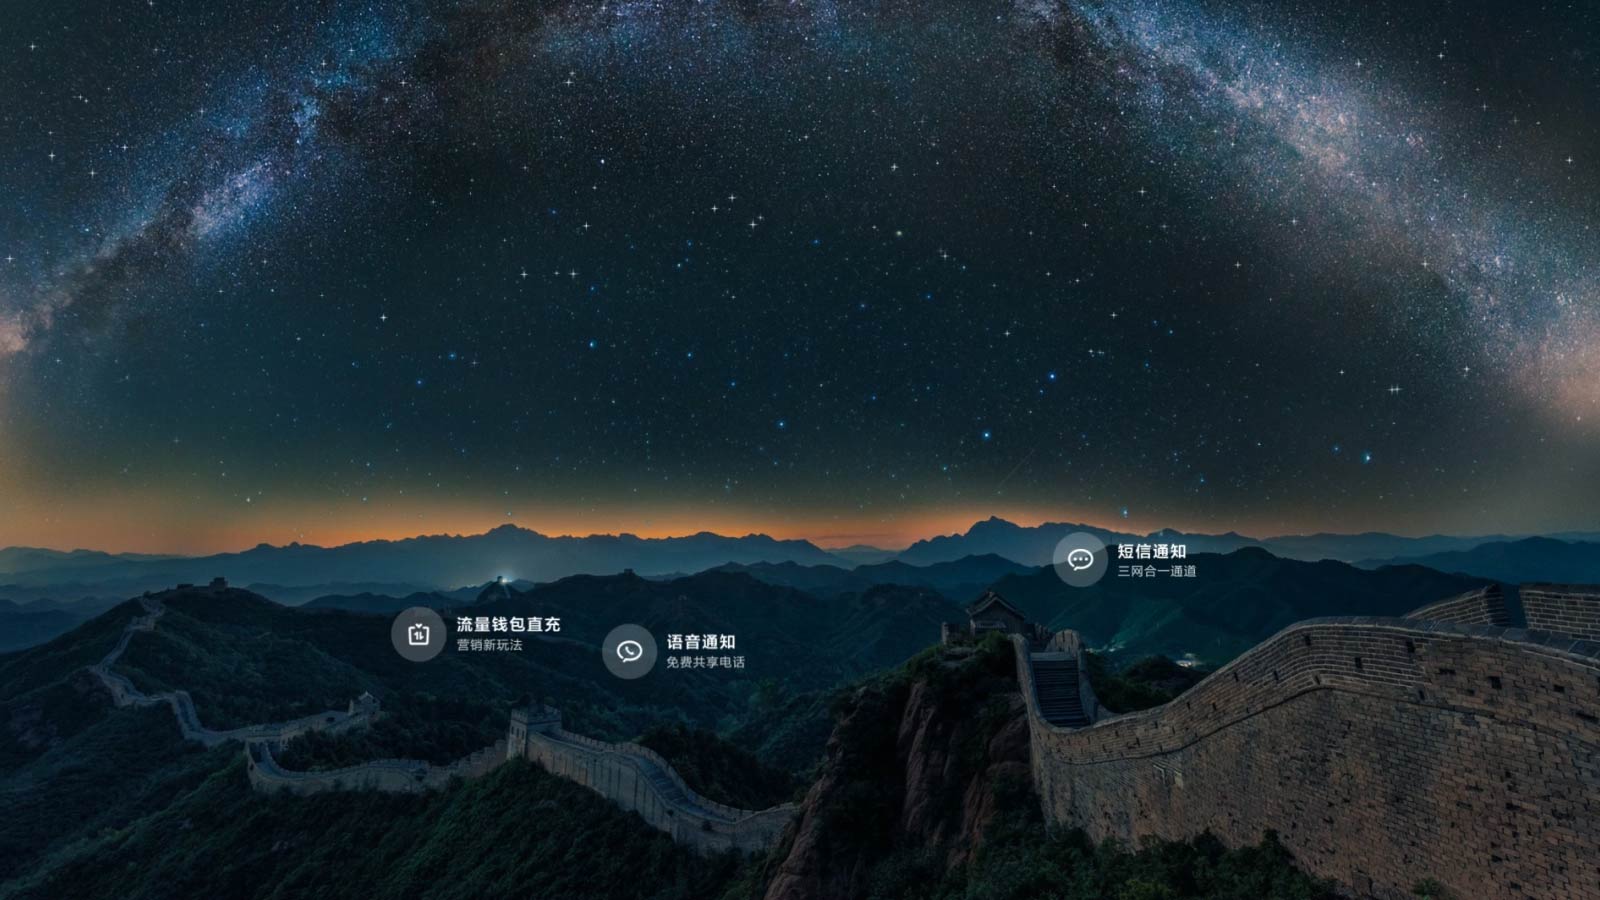 短信通知
三网合一通道
流量钱包直充
营销新玩法
语音通知
免费共享电话